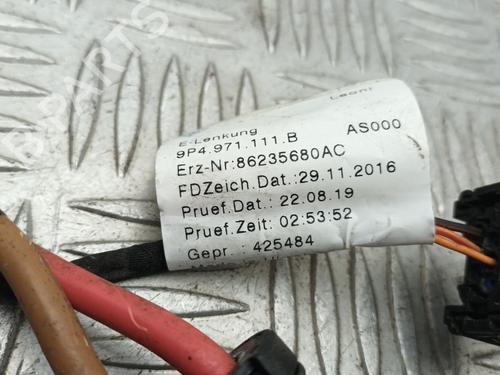 Leoni
E-Lenkung
9P4.971.111.B AS000
Erz-Nr:86235680AC
FDZeich.Dat.:29.11.2016
Pruef.Dat.: 22.08.19
Pruef.Zeit: 02:53:52
Gepr. : 425484